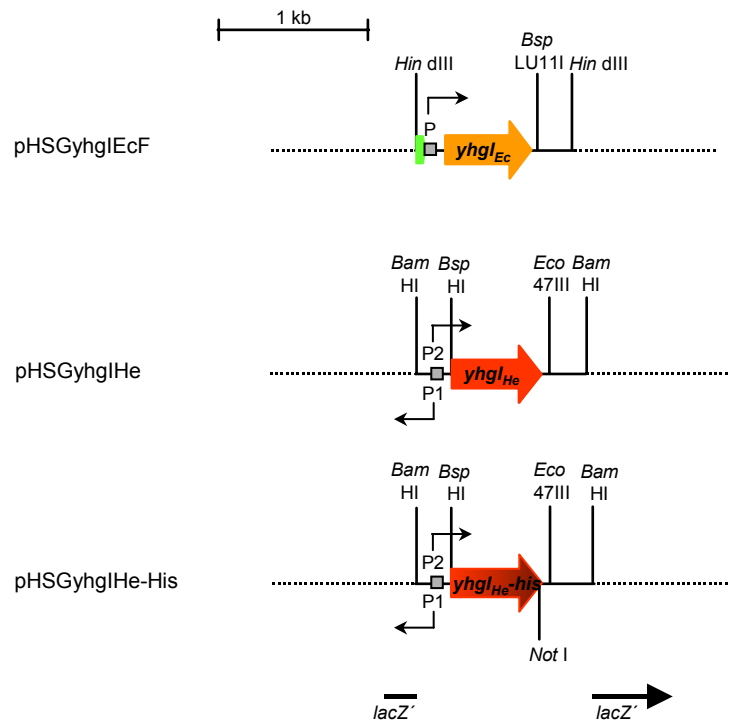 1 kb
Hin dIII
Bsp
LU11I
Hin dIII
P
pHSGyhgIEcF
yhgIEc
Bam
HI
Bsp
HI
Eco
47III
Bam
HI
P2
pHSGyhgIHe
yhgIHe
P1
Bam
HI
Bsp
HI
Eco
47III
Bam
HI
P2
pHSGyhgIHe-His
yhgIHe-his
P1
Not I
lacZ´
lacZ´